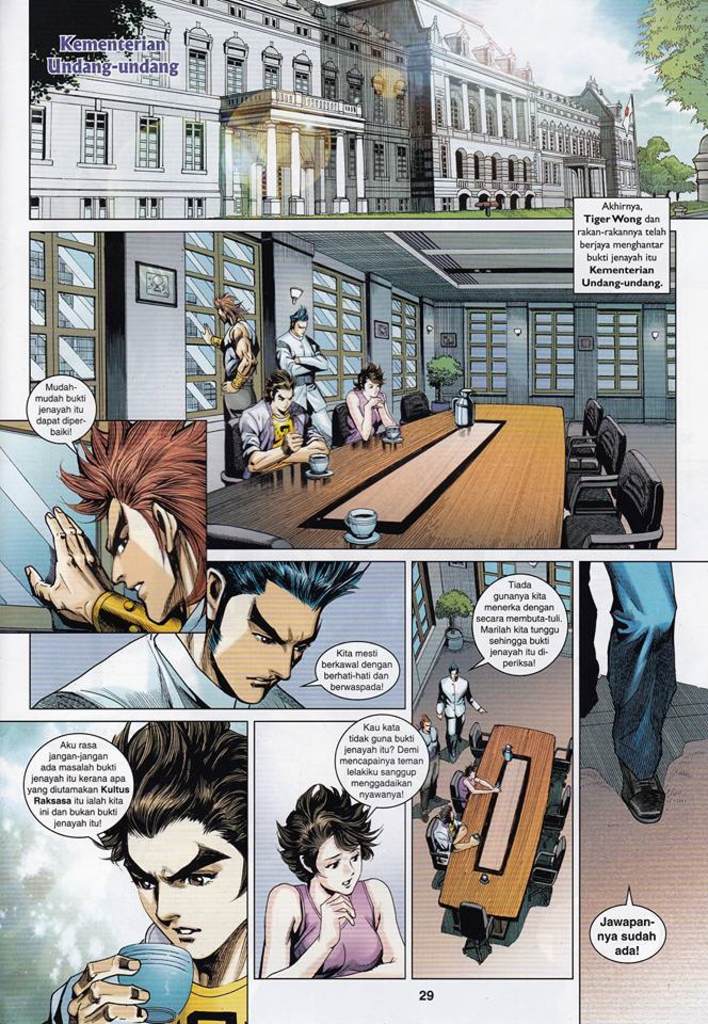 Kementerian
Undang-undang
Akhirnya,
Tiger Wong dan
rakan-rakannya telah
berjaya menghantar
bukti jenayah itu
Kementerian
Undang-undang.
Mudah-
mudah bukti
jenayah itu
dapat diper-
baiki!
Kita mesti
berkawal dengan
berhati-hati dan
berwaspada!
Aku rasa
jangan-jangan
ada masalah bukti
jenayah itu kerana apa
yang diutamakan Kultus
Raksasa itu ialah kita
ini dan bukan bukti
jenayah itu!
Kau kata
tidak guna bukti
jenayah itu? Demi
mencapainya teman
lelakiku sanggup
menggadaikan
nyawanya!
Tiada
gunanya kita
menerka dengan
secara membuta-tuli.
Marilah kita tunggu
sehingga bukti
jenayah itu di-
periksa!
Jawapan-
nya sudah
ada!
29